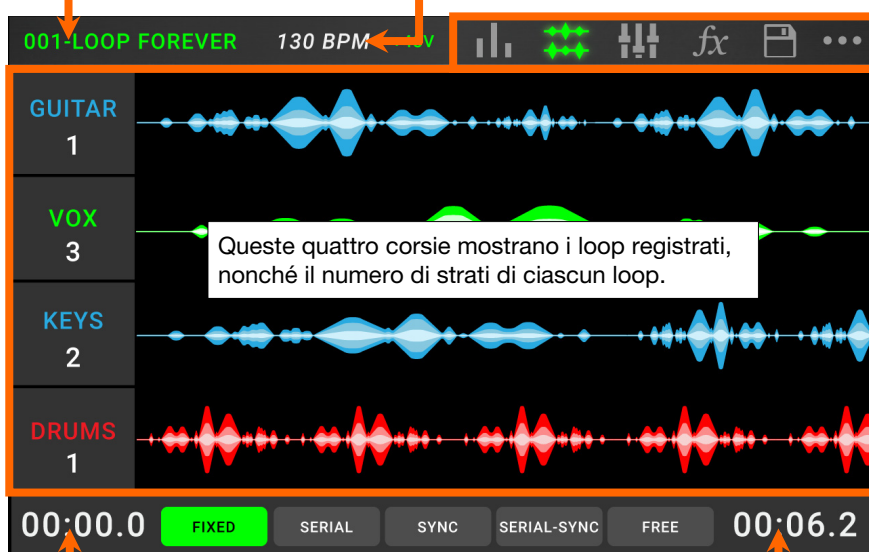 001-LOOP FOREVER 130 BPM fx
GUITAR
1
VOX
3
Queste quattro corsie mostrano i loop registrati,
nonché il numero di strati di ciascun loop.
KEYS
2
DRUMS
1
00:00.0 FIXED SERIAL SYNC SERIAL-SYNC FREE 00:06.2